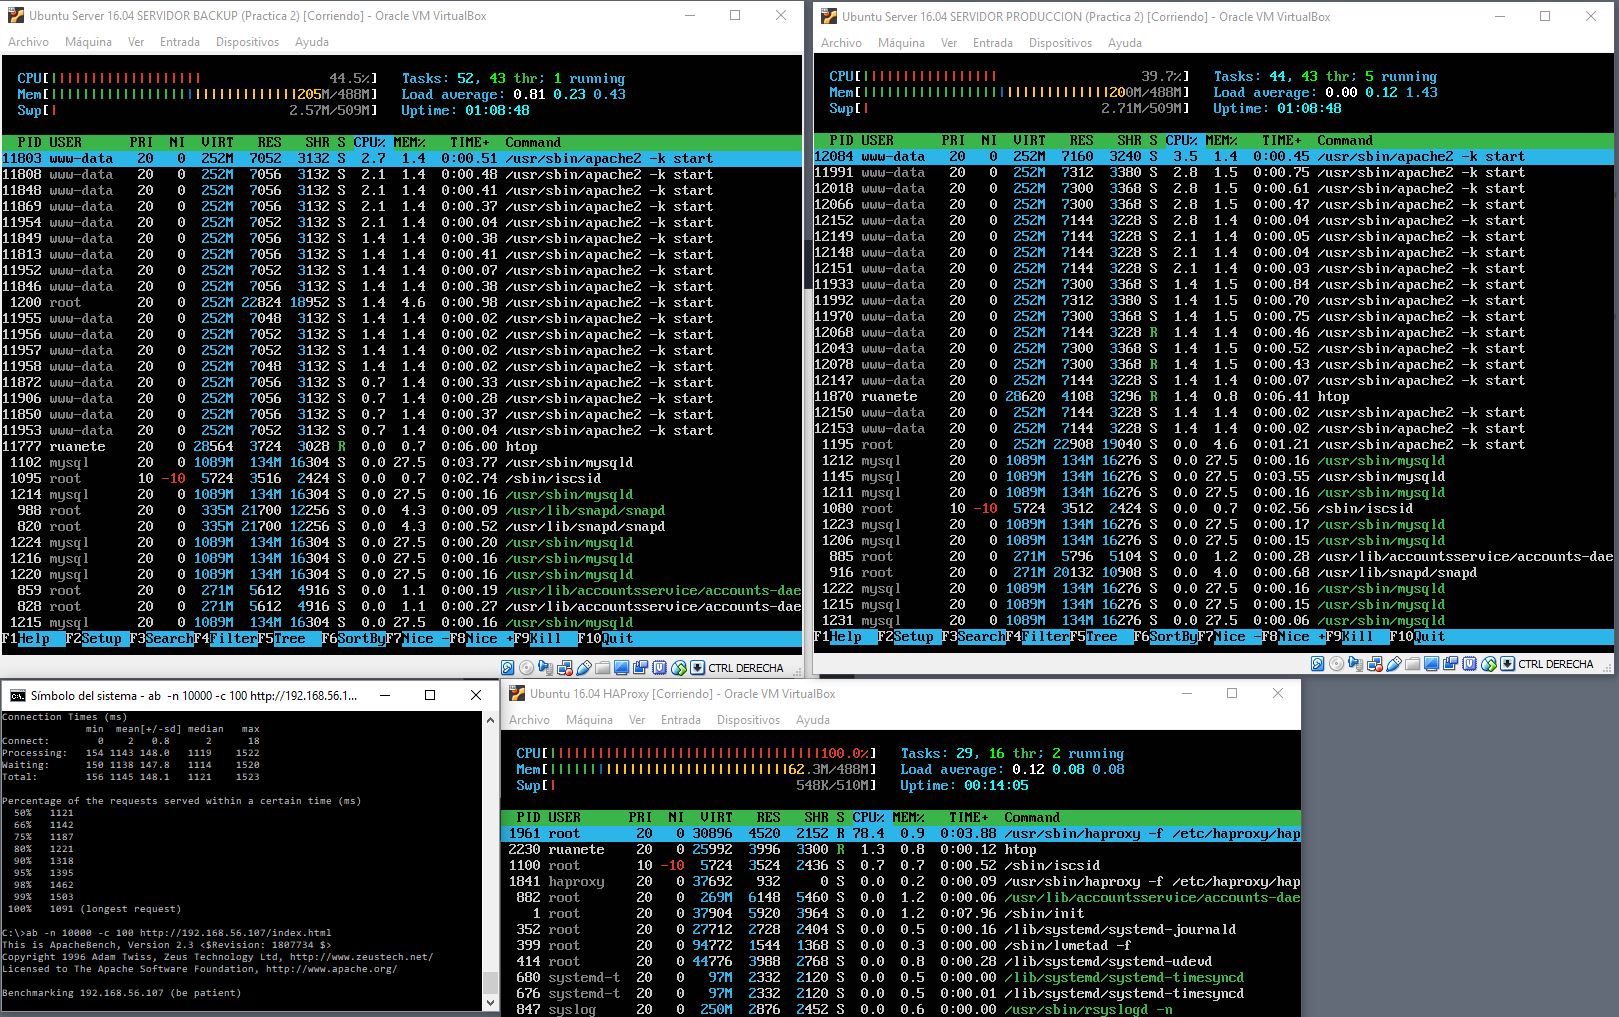 Ubuntu Server 16.04 SERVIDOR BACKUP (Practica 2) [Corriendo] - Oracle VM VirtualBox
Archivo Máquina Ver Entrada Dispositivos Ayuda
CPU[ 44.5%] Tasks: 52, 43 thr; 1 running
Mem[ 205M/488M] Load average: 0.81 0.23 0.43
Swp[ 2.57M/509M] Uptime: 01:08:48
PID USER PRI NI VIRT RES SHR S CPU% MEM% TIME+ Command
11803 www-data 20 0 252M 7052 3132 S 2.7 1.4 0:00.51 /usr/sbin/apache2 -k start
11808 www-data 20 0 252M 7056 3132 S 2.1 1.4 0:00.48 /usr/sbin/apache2 -k start
11848 www-data 20 0 252M 7056 3132 S 2.1 1.4 0:00.41 /usr/sbin/apache2 -k start
11869 www-data 20 0 252M 7056 3132 S 2.1 1.4 0:00.37 /usr/sbin/apache2 -k start
11954 www-data 20 0 252M 7056 3132 S 2.1 1.4 0:00.04 /usr/sbin/apache2 -k start
11849 www-data 20 0 252M 7056 3132 S 1.4 1.4 0:00.38 /usr/sbin/apache2 -k start
11813 www-data 20 0 252M 7056 3132 S 1.4 1.4 0:00.41 /usr/sbin/apache2 -k start
11952 www-data 20 0 252M 7056 3132 S 1.4 1.4 0:00.07 /usr/sbin/apache2 -k start
11846 www-data 20 0 252M 7056 3132 S 1.4 1.4 0:00.38 /usr/sbin/apache2 -k start
1200 root 20 0 252M 22824 18952 S 1.4 4.6 0:00.98 /usr/sbin/apache2 -k start
11955 www-data 20 0 252M 7048 3132 S 1.4 1.4 0:00.02 /usr/sbin/apache2 -k start
11956 www-data 20 0 252M 7052 3132 S 1.4 1.4 0:00.02 /usr/sbin/apache2 -k start
11957 www-data 20 0 252M 7052 3132 S 1.4 1.4 0:00.02 /usr/sbin/apache2 -k start
11958 www-data 20 0 252M 7048 3132 S 1.4 1.4 0:00.02 /usr/sbin/apache2 -k start
11872 www-data 20 0 252M 7056 3132 S 0.7 1.4 0:00.33 /usr/sbin/apache2 -k start
11906 www-data 20 0 252M 7056 3132 S 0.7 1.4 0:00.28 /usr/sbin/apache2 -k start
11850 www-data 20 0 252M 7056 3132 S 0.7 1.4 0:00.37 /usr/sbin/apache2 -k start
11953 www-data 20 0 252M 7056 3132 S 0.7 1.4 0:00.04 /usr/sbin/apache2 -k start
11777 ruanete 20 0 28564 3724 3028 R 0.0 0.7 0:06.00 htop
1102 mysql 20 0 1089M 134M 16304 S 0.0 27.5 0:03.77 /usr/sbin/mysqld
1095 root 10 -10 5724 3516 2424 S 0.0 0.7 0:02.74 /sbin/iscsid
1214 mysql 20 0 1089M 134M 16304 S 0.0 27.5 0:00.16 /usr/sbin/mysqld
988 root 20 0 335M 21700 12256 S 0.0 4.3 0:00.09 /usr/lib/snapd/snapd
820 root 20 0 335M 21700 12256 S 0.0 4.3 0:00.52 /usr/lib/snapd/snapd
1224 mysql 20 0 1089M 134M 16304 S 0.0 27.5 0:00.20 /usr/sbin/mysqld
1216 mysql 20 0 1089M 134M 16304 S 0.0 27.5 0:00.16 /usr/sbin/mysqld
1220 mysql 20 0 1089M 134M 16304 S 0.0 27.5 0:00.16 /usr/sbin/mysqld
859 root 20 0 271M 5612 4916 S 0.0 1.1 0:00.19 /usr/lib/accountsservice/accounts-dae
828 root 20 0 271M 5612 4916 S 0.0 1.1 0:00.27 /usr/lib/accountsservice/accounts-dae
1215 mysql 20 0 1089M 134M 16304 S 0.0 27.5 0:00.16 /usr/sbin/mysqld
F1Help F2Setup F3SearchF4FilterF5Tree F6SortByF7Nice -F8Nice +F9Kill F10Quit
CTRL DERECHA
Ubuntu Server 16.04 SERVIDOR PRODUCCION (Practica 2) [Corriendo] - Oracle VM VirtualBox
Archivo Máquina Ver Entrada Dispositivos Ayuda
CPU[ 39.7%] Tasks: 44, 43 thr; 5 running
Mem[ 200M/488M] Load average: 0.00 0.12 1.43
Swp[ 2.71M/509M] Uptime: 01:08:48
PID USER PRI NI VIRT RES SHR S CPU% MEM% TIME+ Command
12084 www-data 20 0 252M 7160 3240 S 3.5 1.4 0:00.45 /usr/sbin/apache2 -k start
11991 www-data 20 0 252M 7312 3380 S 2.8 1.5 0:00.75 /usr/sbin/apache2 -k start
12018 www-data 20 0 252M 7300 3368 S 2.8 1.5 0:00.61 /usr/sbin/apache2 -k start
12066 www-data 20 0 252M 7300 3368 S 2.8 1.5 0:00.47 /usr/sbin/apache2 -k start
12152 www-data 20 0 252M 7144 3228 S 2.8 1.4 0:00.04 /usr/sbin/apache2 -k start
12149 www-data 20 0 252M 7144 3228 S 2.1 1.4 0:00.05 /usr/sbin/apache2 -k start
12148 www-data 20 0 252M 7144 3228 S 2.1 1.4 0:00.04 /usr/sbin/apache2 -k start
12151 www-data 20 0 252M 7144 3228 S 2.1 1.4 0:00.03 /usr/sbin/apache2 -k start
11933 www-data 20 0 252M 7300 3368 S 1.4 1.5 0:00.84 /usr/sbin/apache2 -k start
11992 www-data 20 0 252M 7312 3380 S 1.4 1.5 0:00.70 /usr/sbin/apache2 -k start
11970 www-data 20 0 252M 7300 3368 S 1.4 1.5 0:00.75 /usr/sbin/apache2 -k start
12068 www-data 20 0 252M 7144 3228 R 1.4 1.4 0:00.46 /usr/sbin/apache2 -k start
12043 www-data 20 0 252M 7300 3368 S 1.4 1.5 0:00.52 /usr/sbin/apache2 -k start
12078 www-data 20 0 252M 7300 3368 R 1.4 1.5 0:00.43 /usr/sbin/apache2 -k start
12147 www-data 20 0 252M 7144 3228 S 1.4 1.4 0:00.07 /usr/sbin/apache2 -k start
11870 ruanete 20 0 28620 4108 3296 R 1.4 0.8 0:06.41 htop
12150 www-data 20 0 252M 7144 3228 S 1.4 1.4 0:00.02 /usr/sbin/apache2 -k start
12153 www-data 20 0 252M 7144 3228 S 1.4 1.4 0:00.02 /usr/sbin/apache2 -k start
1195 root 20 0 252M 22908 19040 S 0.0 4.6 0:01.21 /usr/sbin/apache2 -k start
1212 mysql 20 0 1089M 134M 16276 S 0.0 27.5 0:00.16 /usr/sbin/mysqld
1145 mysql 20 0 1089M 134M 16276 S 0.0 27.5 0:03.55 /usr/sbin/mysqld
1211 mysql 20 0 1089M 134M 16276 S 0.0 27.5 0:00.16 /usr/sbin/mysqld
1080 root 10 -10 5724 3512 2424 S 0.0 0.7 0:02.56 /sbin/iscsid
1223 mysql 20 0 1089M 134M 16276 S 0.0 27.5 0:00.17 /usr/sbin/mysqld
1206 mysql 20 0 1089M 134M 16276 S 0.0 27.5 0:00.15 /usr/sbin/mysqld
885 root 20 0 271M 5796 5104 S 0.0 1.2 0:00.28 /usr/lib/accountsservice/accounts-dae
916 root 20 0 271M 20132 10908 S 0.0 4.0 0:00.68 /usr/lib/snapd/snapd
1222 mysql 20 0 1089M 134M 16276 S 0.0 27.5 0:00.16 /usr/sbin/mysqld
1215 mysql 20 0 1089M 134M 16276 S 0.0 27.5 0:00.15 /usr/sbin/mysqld
1231 mysql 20 0 1089M 134M 16276 S 0.0 27.5 0:00.06 /usr/sbin/mysqld
F1Help F2Setup F3SearchF4FilterF5Tree F6SortByF7Nice -F8Nice +F9Kill F10Quit
CTRL DERECHA
Símbolo del sistema - ab -n 10000 -c 100 http://192.168.56.1...
Connection Times (ms)
min mean[+/-sd] median max
Connect: 0 2 0.8 2 18
Processing: 154 1143 148.0 1119 1522
Waiting: 150 1138 147.8 1114 1520
Total: 156 1145 148.1 1121 1523
Percentage of the requests served within a certain time (ms)
50% 1121
66% 1142
75% 1187
80% 1221
90% 1318
95% 1395
98% 1462
99% 1503
100% 1091 (longest request)
C:\>ab -n 10000 -c 100 http://192.168.56.107/index.html
This is ApacheBench, Version 2.3 <$Revision: 1807734 $>
Copyright 1996 Adam Twiss, Zeus Technology Ltd, http://www.zeustech.net/
Licensed to The Apache Software Foundation, http://www.apache.org/
Benchmarking 192.168.56.107 (be patient)
Ubuntu 16.04 HAProxy [Corriendo] - Oracle VM VirtualBox
Archivo Máquina Ver Entrada Dispositivos Ayuda
CPU[ 100.0%] Tasks: 29, 16 thr; 2 running
Mem[ 62.3M/488M] Load average: 0.12 0.08 0.08
Swp[ 548K/510M] Uptime: 00:14:05
PID USER PRI NI VIRT RES SHR S CPU% MEM% TIME+ Command
1961 root 20 0 30896 4520 2152 R 78.4 0.9 0:03.88 /usr/sbin/haproxy -f /etc/haproxy/hap
2230 ruanete 20 0 25992 3996 3300 R 1.3 0.8 0:00.12 htop
1100 root 10 -10 5724 3524 2436 S 0.7 0.7 0:00.52 /sbin/iscsid
1841 haproxy 20 0 37692 932 0 S 0.0 0.2 0:00.09 /usr/sbin/haproxy -f /etc/haproxy/hap
882 root 20 0 269M 6148 5460 S 0.0 1.2 0:00.06 /usr/lib/accountsservice/accounts-dae
1 root 20 0 37904 5920 3964 S 0.0 1.2 0:07.96 /sbin/init
352 root 20 0 27712 2728 2404 S 0.0 0.5 0:00.16 /lib/systemd/systemd-journald
399 root 20 0 94772 1544 1368 S 0.0 0.3 0:00.00 /sbin/lvmetad -f
414 root 20 0 44776 3988 2768 S 0.0 0.8 0:00.28 /lib/systemd/systemd-udevd
680 systemd-t 20 0 97M 2332 2120 S 0.0 0.5 0:00.00 /lib/systemd/systemd-timesyncd
676 systemd-t 20 0 97M 2332 2120 S 0.0 0.5 0:00.01 /lib/systemd/systemd-timesyncd
847 syslog 20 0 250M 2876 2452 S 0.0 0.6 0:00.00 /usr/sbin/rsyslogd -n